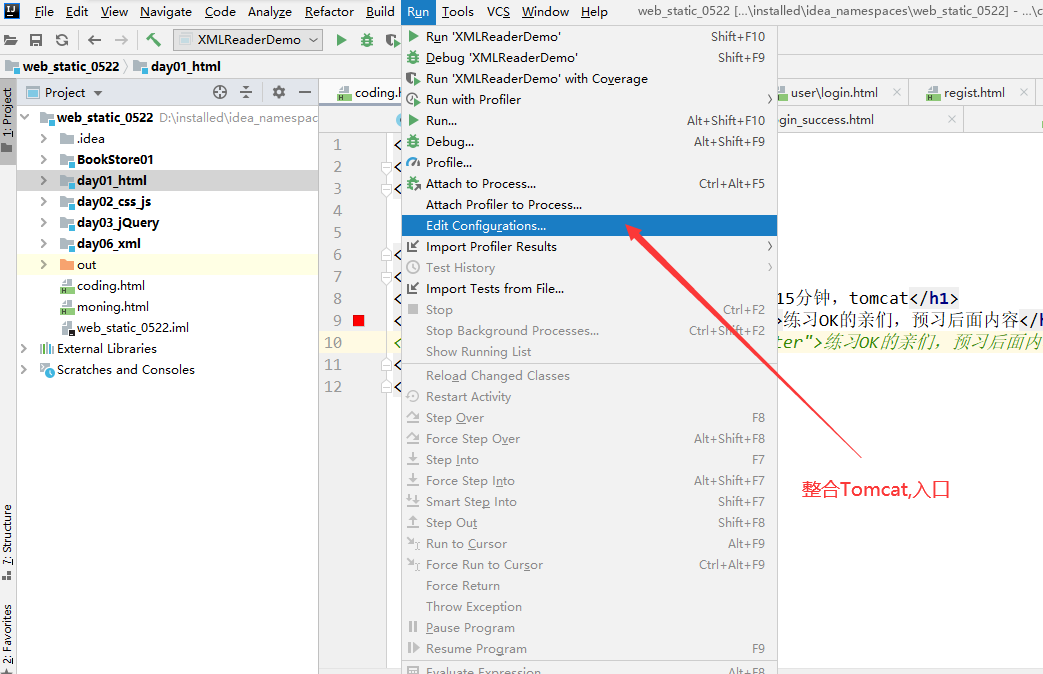 File Edit View Navigate Code Analyze Refactor Build Run Tools VCS Window Help web_static_0522 [...\installed\idea_namespaces\web_static_0522] - ...\c
XMLReaderDemo
web_static_0522 day01_html
1: Project
7: Structure
2: Favorites
Project
web_static_0522 D:\installed\idea_namespac
.idea
BookStore01
day01_html
day02_css_js
day03_jQuery
day06_xml
out
coding.html
moning.html
web_static_0522.iml
External Libraries
Scratches and Consoles
coding.h
user\login.html
regist.html
gin_success.html
1
2
3
4
5
6
7
8
9
10
11
12
Run 'XMLReaderDemo' Shift+F10
Debug 'XMLReaderDemo' Shift+F9
Run 'XMLReaderDemo' with Coverage
Run with Profiler
Run... Alt+Shift+F10
Debug... Alt+Shift+F9
Profile...
Attach to Process... Ctrl+Alt+F5
Attach Profiler to Process...
Edit Configurations...
Import Profiler Results
Test History
Import Tests from File...
Stop Ctrl+F2
Stop Background Processes... Ctrl+Shift+F2
Show Running List
Reload Changed Classes
Restart Activity
Step Over F8
Force Step Over Alt+Shift+F8
Step Into F7
Force Step Into Alt+Shift+F7
Smart Step Into Shift+F7
Step Out Shift+F8
Run to Cursor Alt+F9
Force Run to Cursor Ctrl+Alt+F9
Force Return
Throw Exception
Pause Program
Resume Program F9
Evaluate Expression... Alt+F8
15分钟，tomcat</h1>
>练习OK的亲们，预习后面内容</h
ter">练习OK的亲们，预习后面内
整合Tomcat,入口